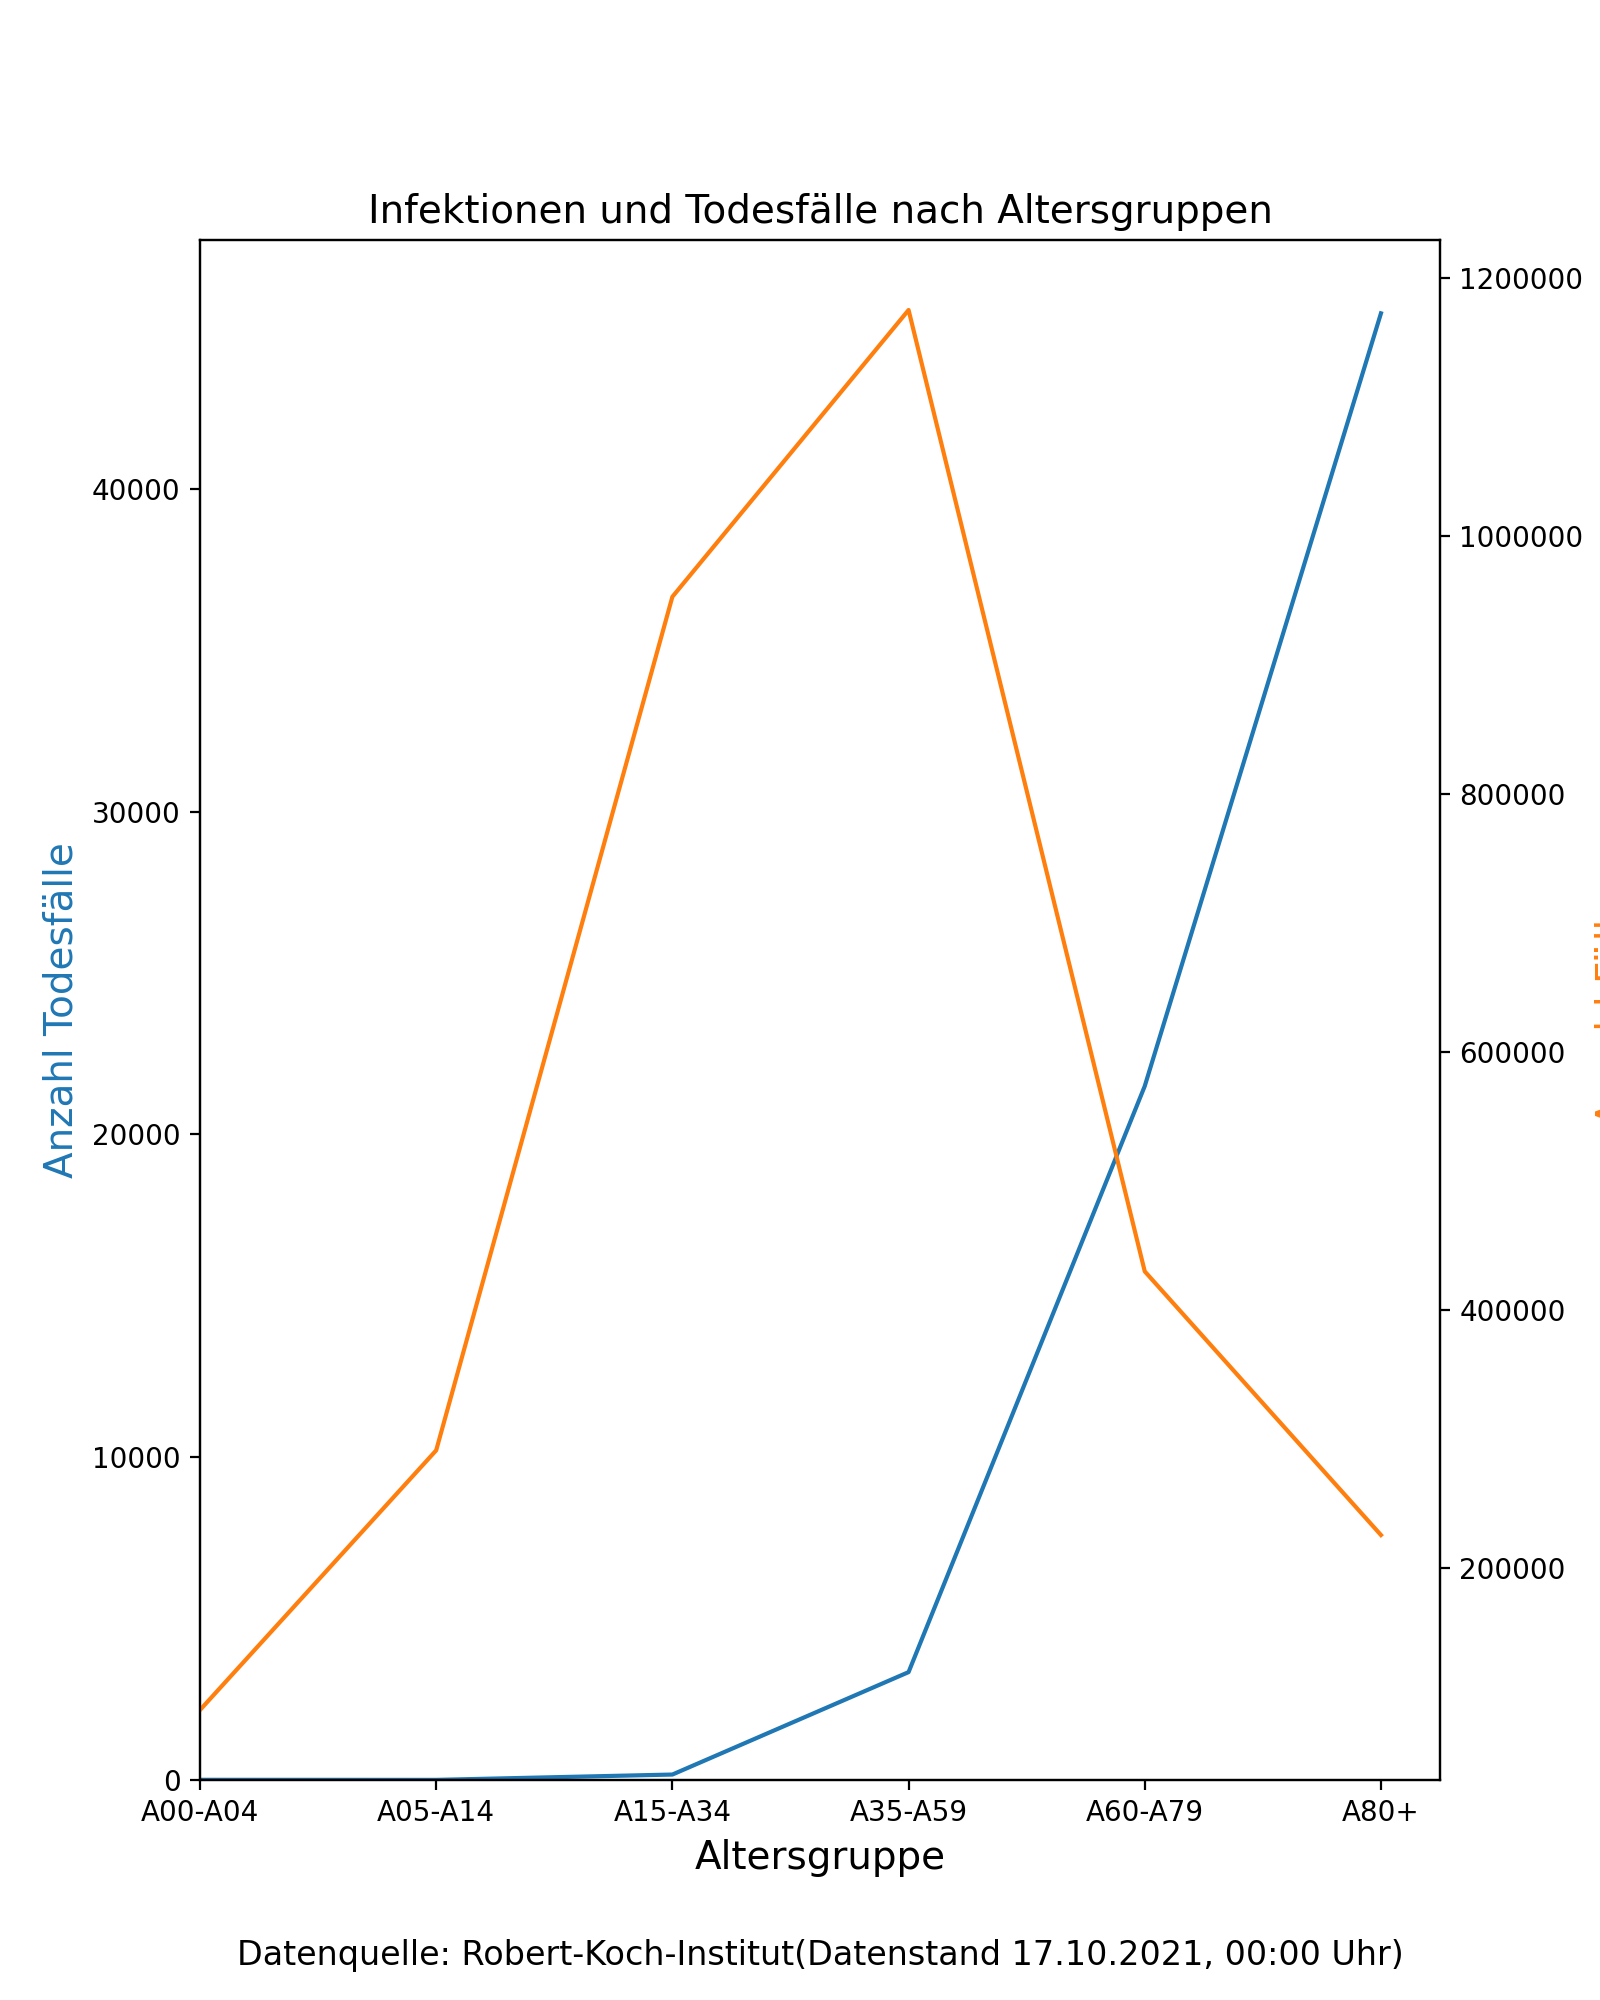 Infektionen und Todesfälle nach Altersgruppen
Anzahl Todesfälle
40000
30000
20000
10000
0
1200000
1000000
800000
600000
400000
200000
A00-A04 A05-A14 A15-A34 A35-A59 A60-A79 A80+
Altersgruppe
Datenquelle: Robert-Koch-Institut(Datenstand 17.10.2021, 00:00 Uhr)